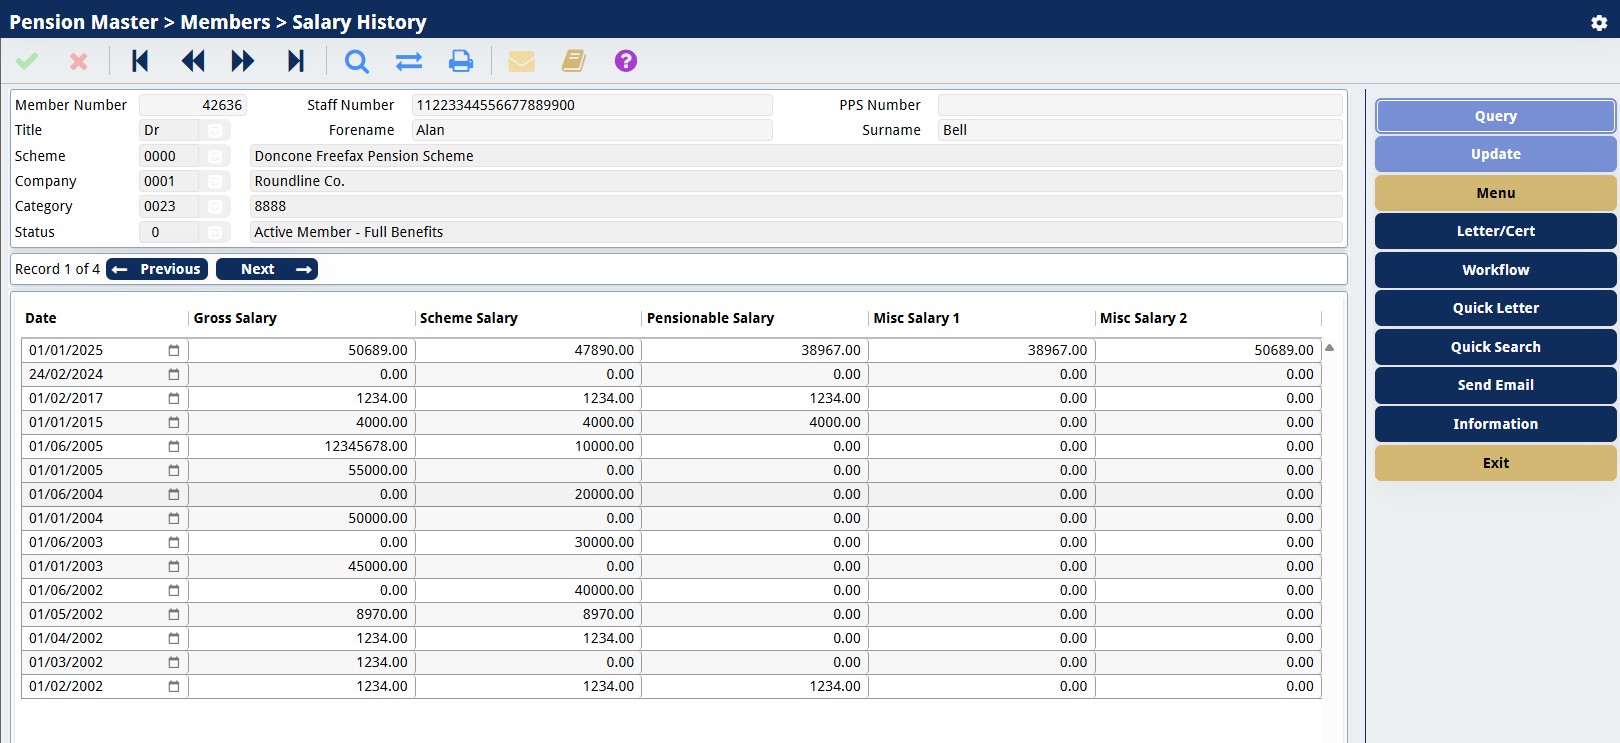 Pension Master > Members > Salary History
Member Number 42636 Staff Number 11223344556677889900 PPS Number
Title Dr Forename Alan Surname Bell
Scheme 0000 Doncone Freefax Pension Scheme
Company 0001 Roundline Co.
Category 0023 8888
Status 0 Active Member - Full Benefits
Record 1 of 4 Previous Next
Date Gross Salary Scheme Salary Pensionable Salary Misc Salary 1 Misc Salary 2
01/01/2025 50689.00 47890.00 38967.00 38967.00 50689.00
24/02/2024 0.00 0.00 0.00 0.00 0.00
01/02/2017 1234.00 1234.00 1234.00 0.00 0.00
01/01/2015 4000.00 4000.00 4000.00 0.00 0.00
01/06/2005 12345678.00 10000.00 0.00 0.00 0.00
01/01/2005 55000.00 0.00 0.00 0.00 0.00
01/06/2004 0.00 20000.00 0.00 0.00 0.00
01/01/2004 50000.00 0.00 0.00 0.00 0.00
01/06/2003 0.00 30000.00 0.00 0.00 0.00
01/01/2003 45000.00 0.00 0.00 0.00 0.00
01/06/2002 0.00 40000.00 0.00 0.00 0.00
01/05/2002 8970.00 8970.00 0.00 0.00 0.00
01/04/2002 1234.00 1234.00 0.00 0.00 0.00
01/03/2002 1234.00 0.00 0.00 0.00 0.00
01/02/2002 1234.00 1234.00 1234.00 0.00 0.00
Query
Update
Menu
Letter/Cert
Workflow
Quick Letter
Quick Search
Send Email
Information
Exit